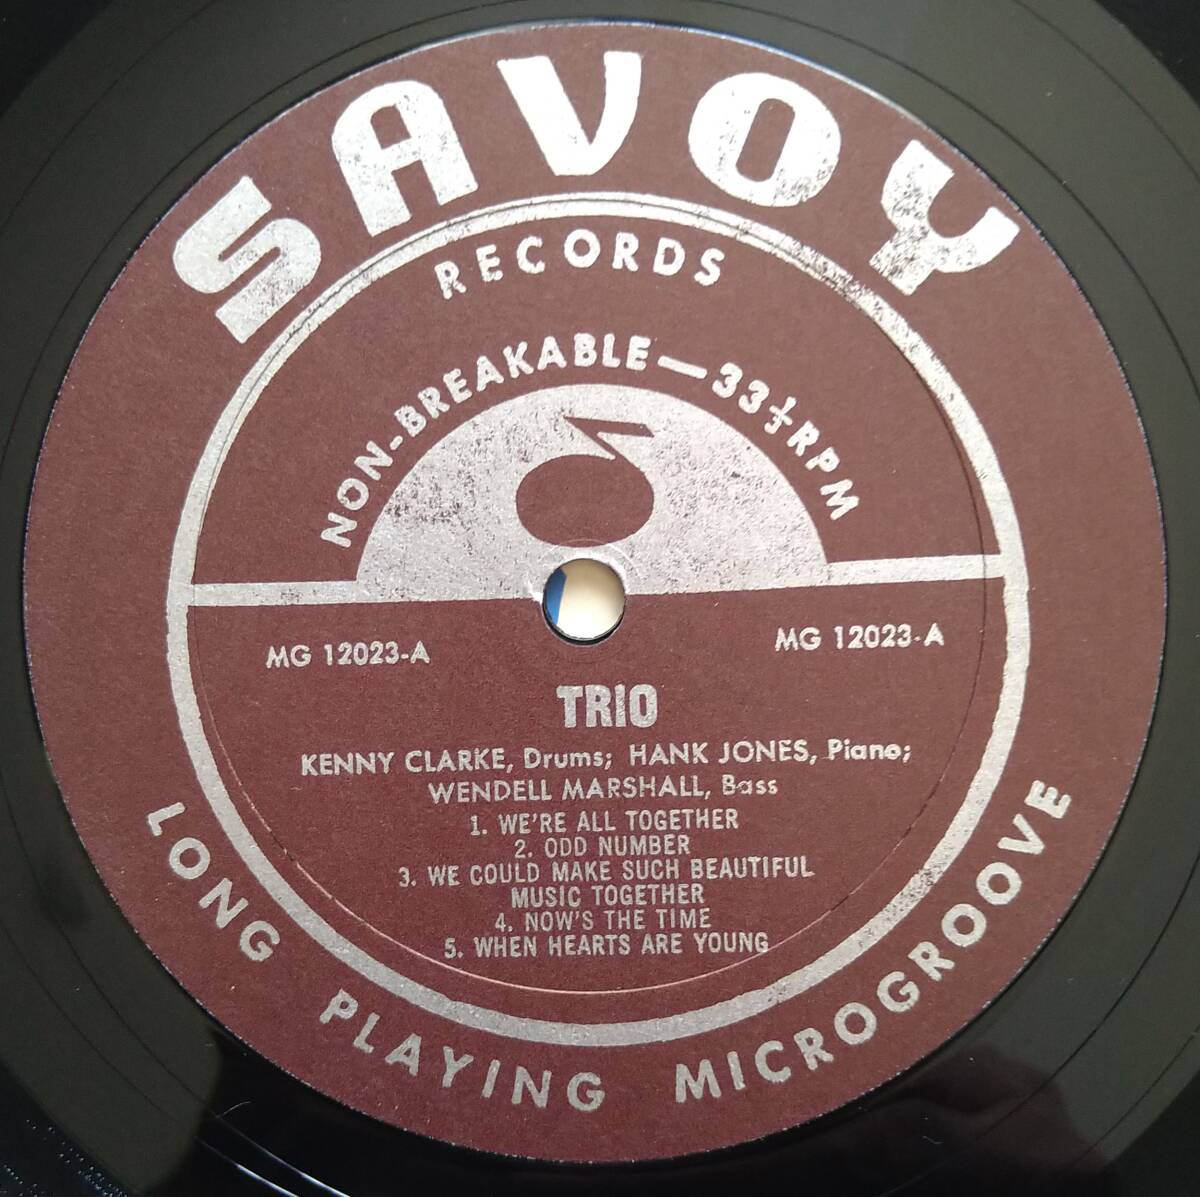 SAVOY
RECORDS
NON-BREAKABLE—33⅓RPM
MG 12023-A
MG 12023-A
TRIO
KENNY CLARKE, Drums; HANK JONES, Piano;
WENDELL MARSHALL, Bass
1. WE'RE ALL TOGETHER
2. ODD NUMBER
3. WE COULD MAKE SUCH BEAUTIFUL
MUSIC TOGETHER
4. NOW'S THE TIME
5. WHEN HEARTS ARE YOUNG
LONG PLAYING MICROGROOVE